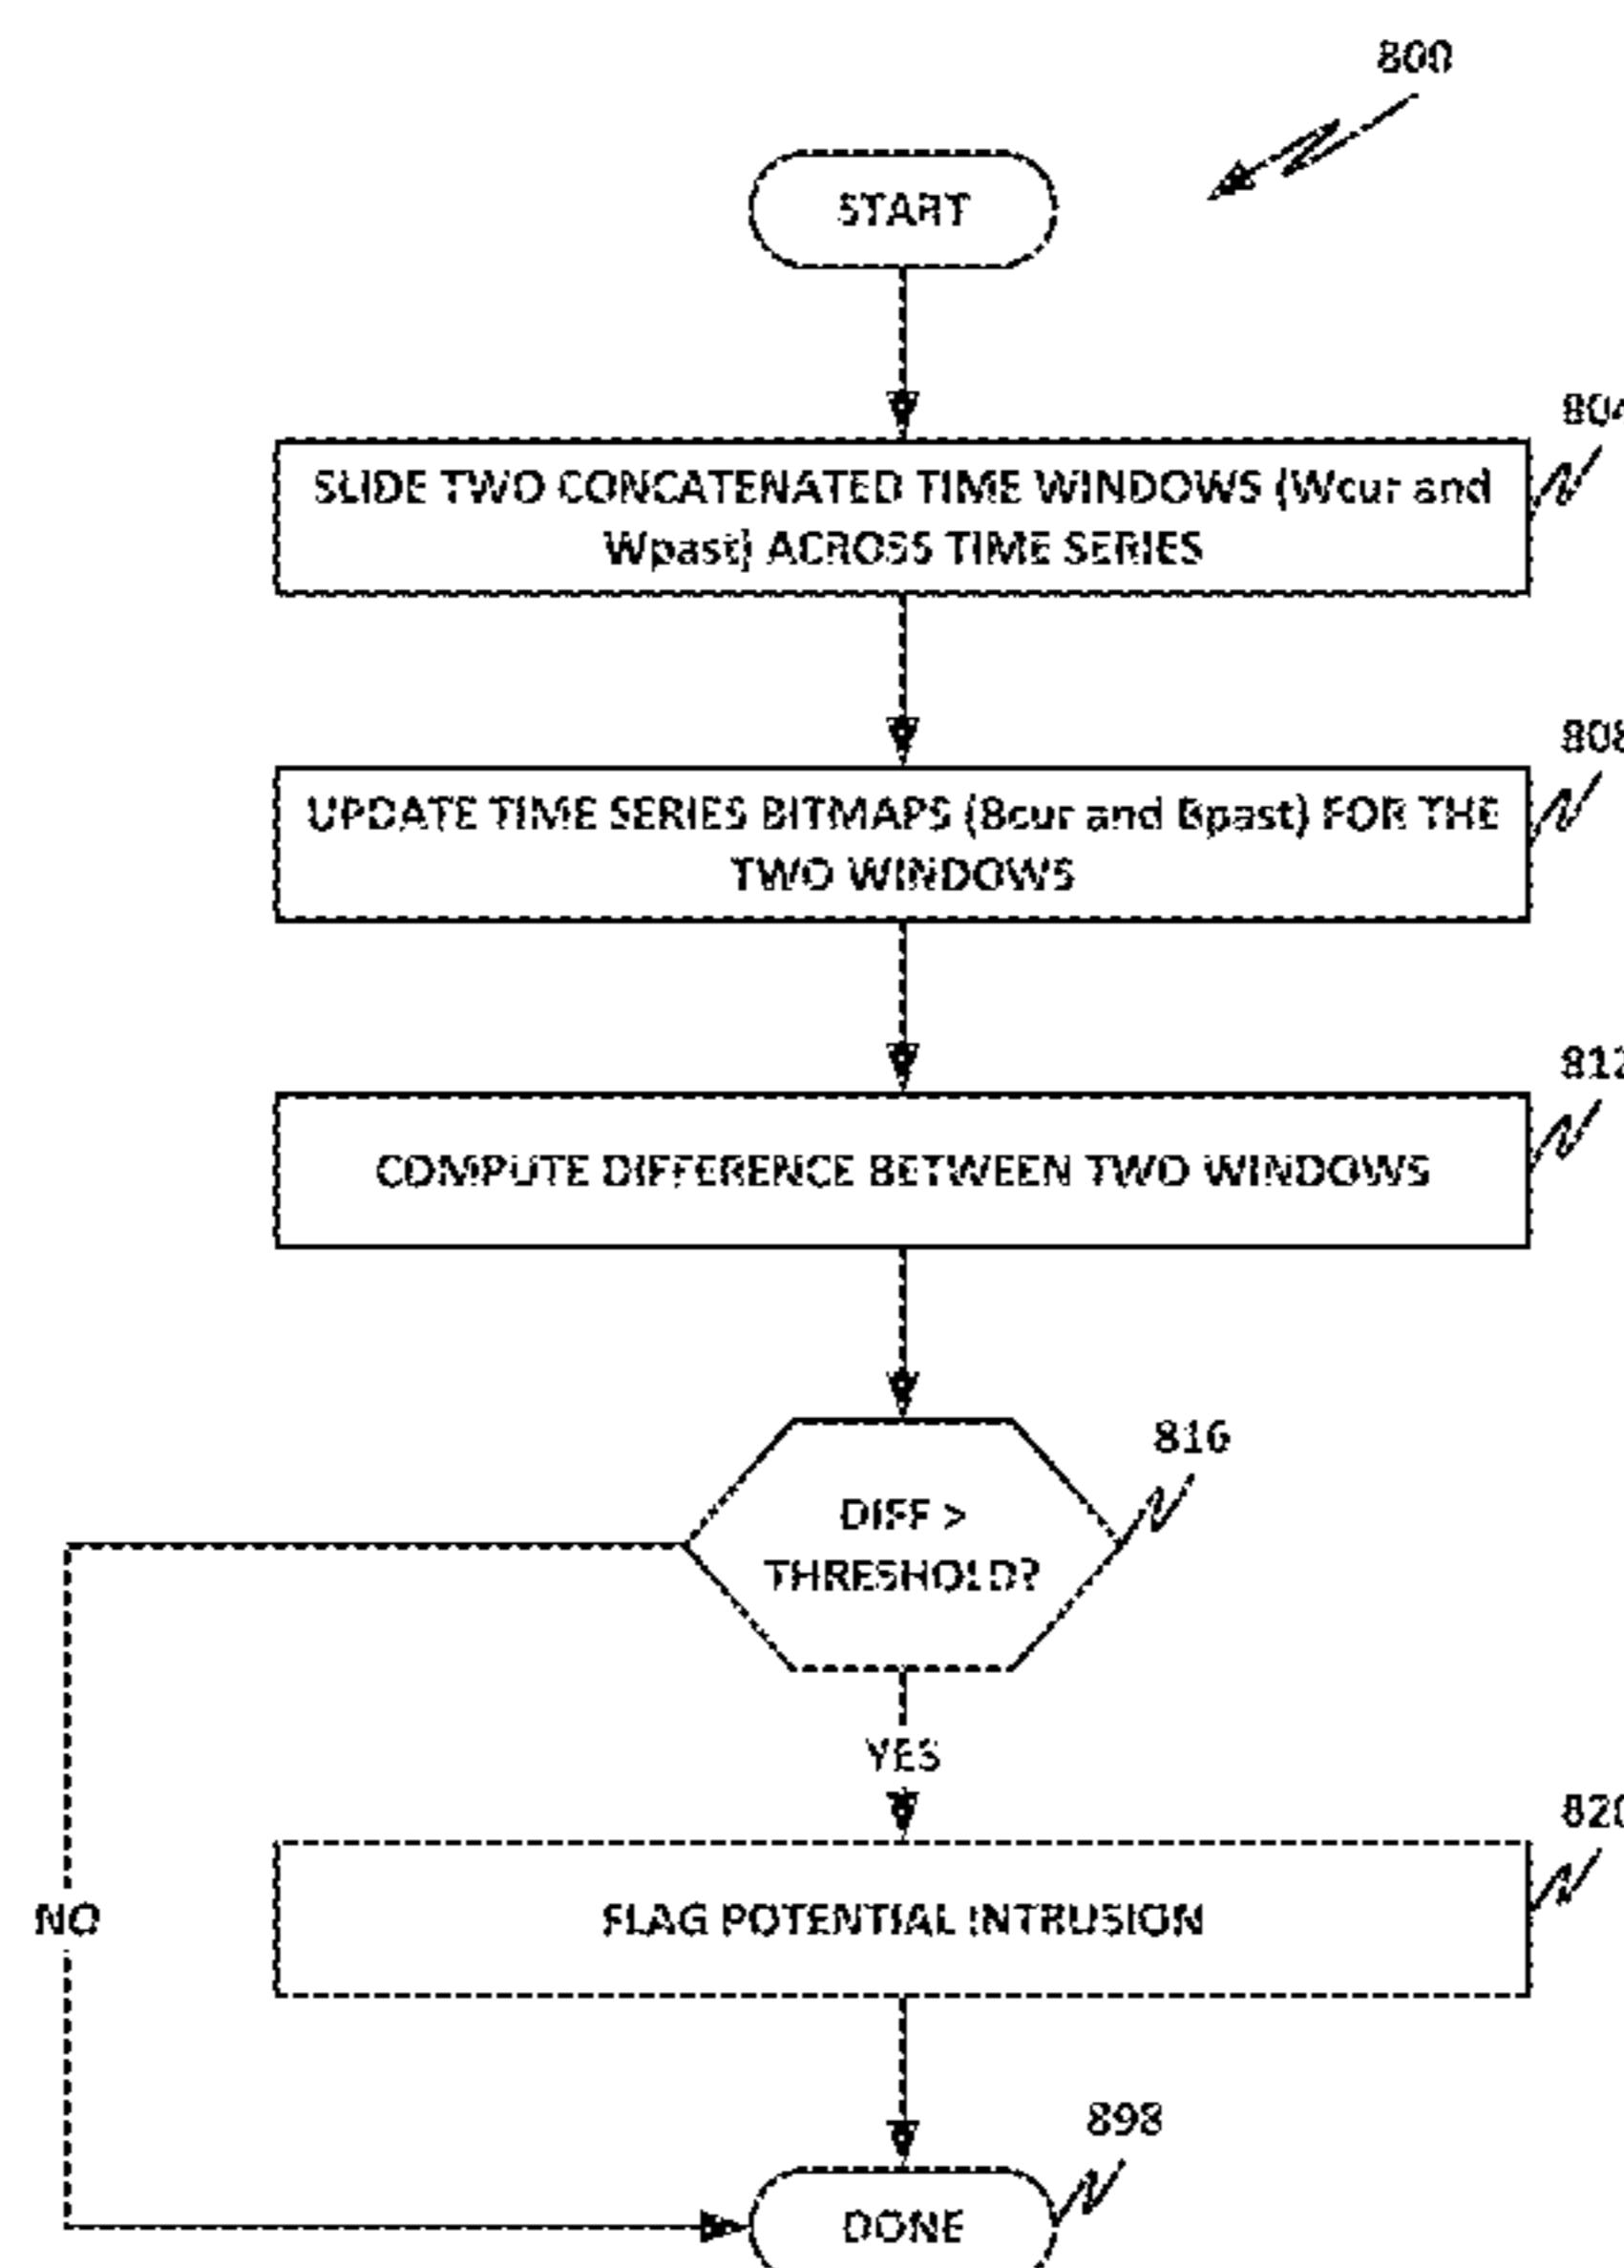 800
START
804
SLIDE TWO CONCATENATED TIME WINDOWS (Wcur and
Wpast) ACROSS TIME SERIES
808
UPDATE TIME SERIES BITMAPS (Bcur and Bpast) FOR THE
TWO WINDOWS
812
COMPUTE DIFFERENCE BETWEEN TWO WINDOWS
816
DIFF >
THRESHOLD?
YES
820
FLAG POTENTIAL INTRUSION
NO
898
DONE